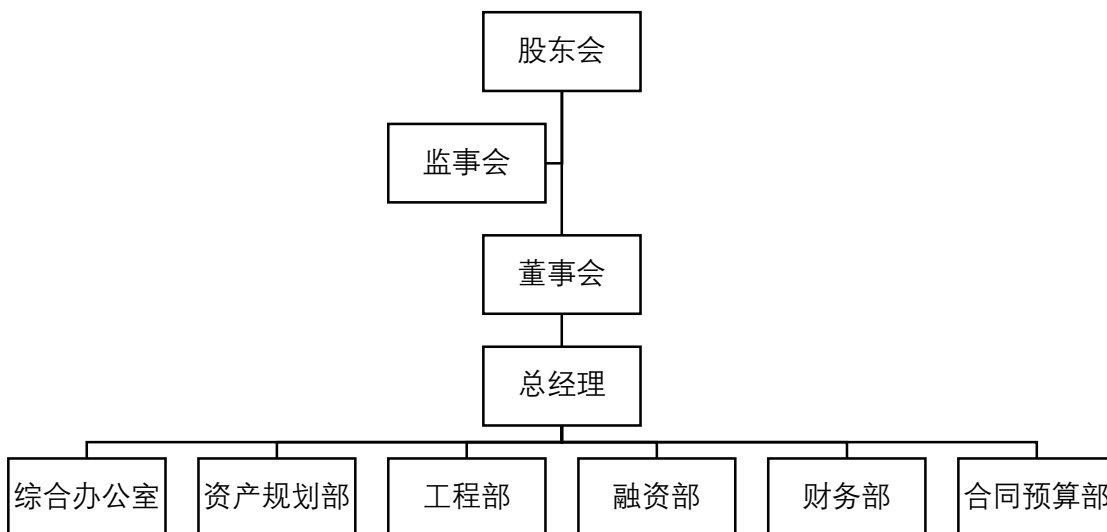 股东会
监事会
董事会
总经理
综合办公室
资产规划部
工程部
融资部
财务部
合同预算部